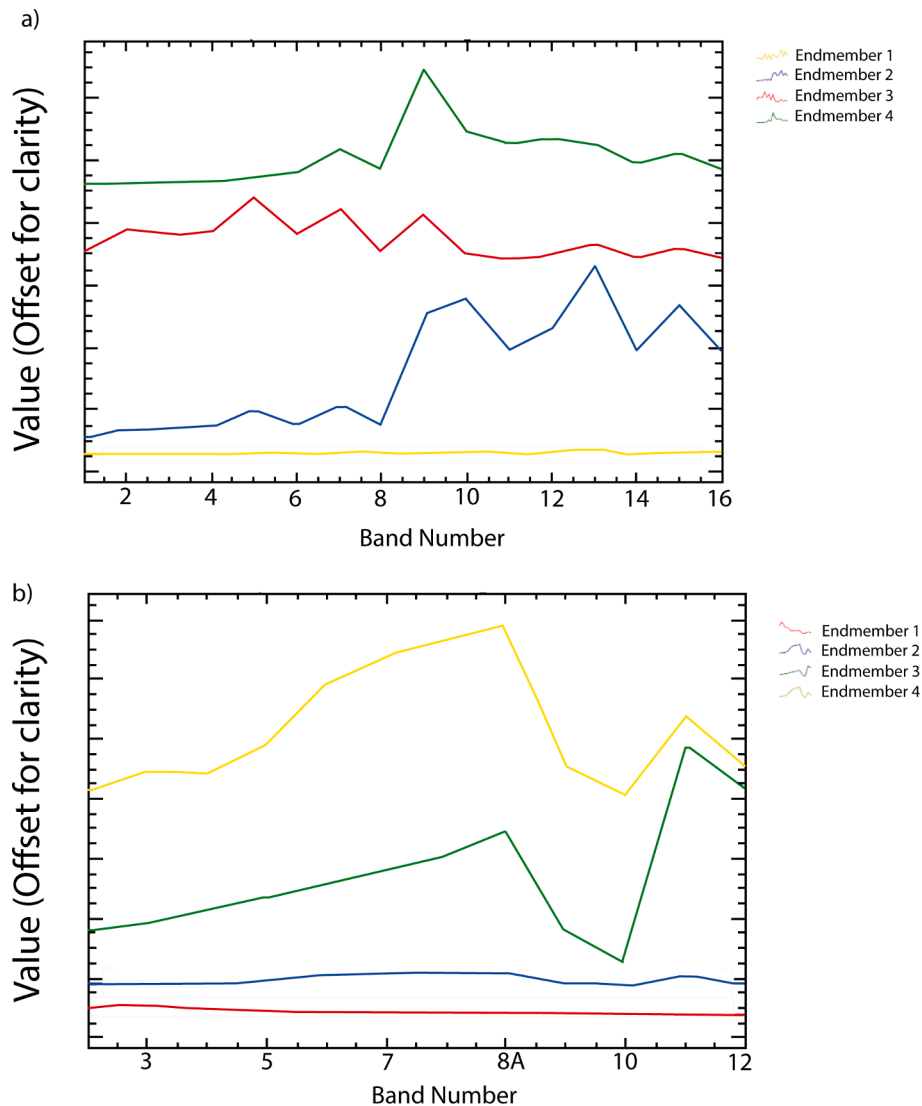 a)
Value (Offset for clarity)
Endmember 1
Endmember 2
Endmember 3
Endmember 4
2 4 6 8 10 12 14 16
Band Number
b)
Value (Offset for clarity)
Endmember 1
Endmember 2
Endmember 3
Endmember 4
3 5 7 8A 10 12
Band Number